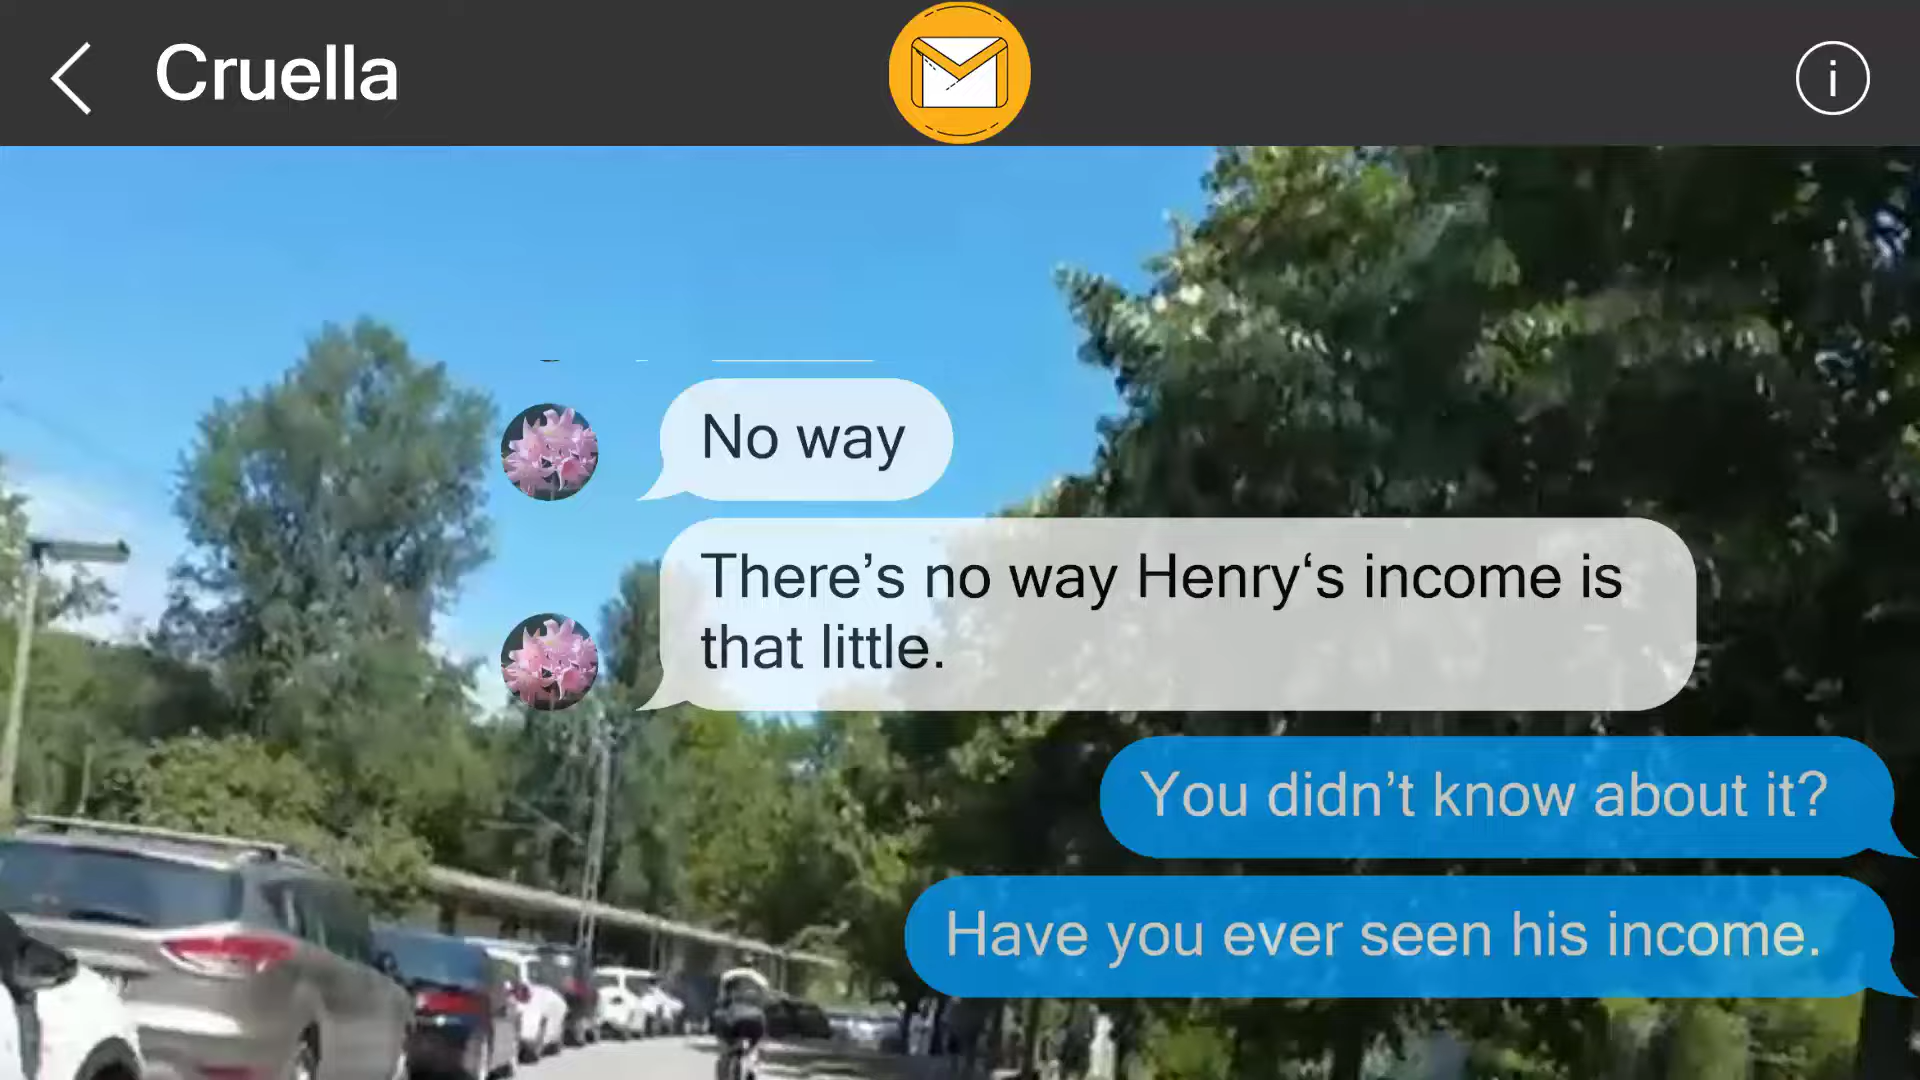 Cruella
i
No way
There’s no way Henry‘s income is
that little.
You didn’t know about it?
Have you ever seen his income.